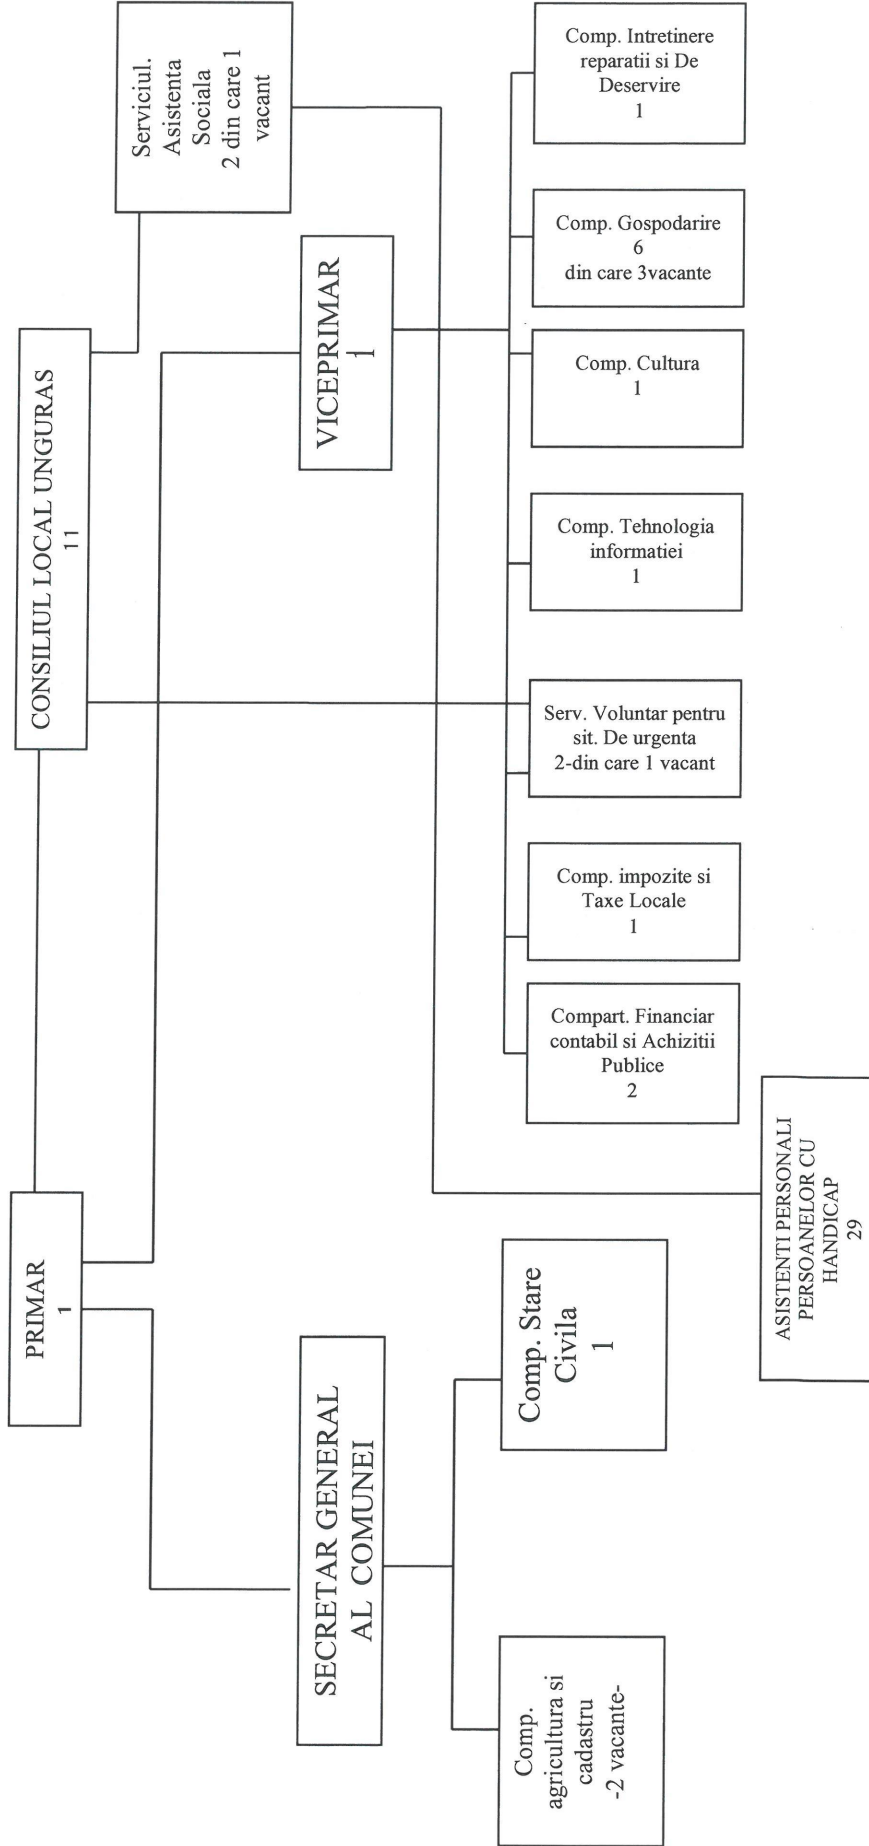 PRIMAR
1
CONSILIUL LOCAL UNGURAS
11
Serviciul.
Asistenta
Sociala
2 din care 1
vacant
SECRETAR GENERAL
AL COMUNEI
VICEPRIMAR
1
Comp.
agricultura si
cadastru
-2 vacante-
Comp. Stare
Civila
1
Compart. Financiar
contabil si Achizitii
Publice
2
Comp. impozite si
Taxe Locale
1
Serv. Voluntar pentru
sit. De urgenta
2-din care 1 vacant
Comp. Tehnologia
informatiei
1
Comp. Cultura
1
Comp. Gospodarire
6
din care 3vacante
Comp. Intretinere
reparatii si De
Deservire
1
ASISTENTI PERSONALI
PERSOANELOR CU
HANDICAP
29